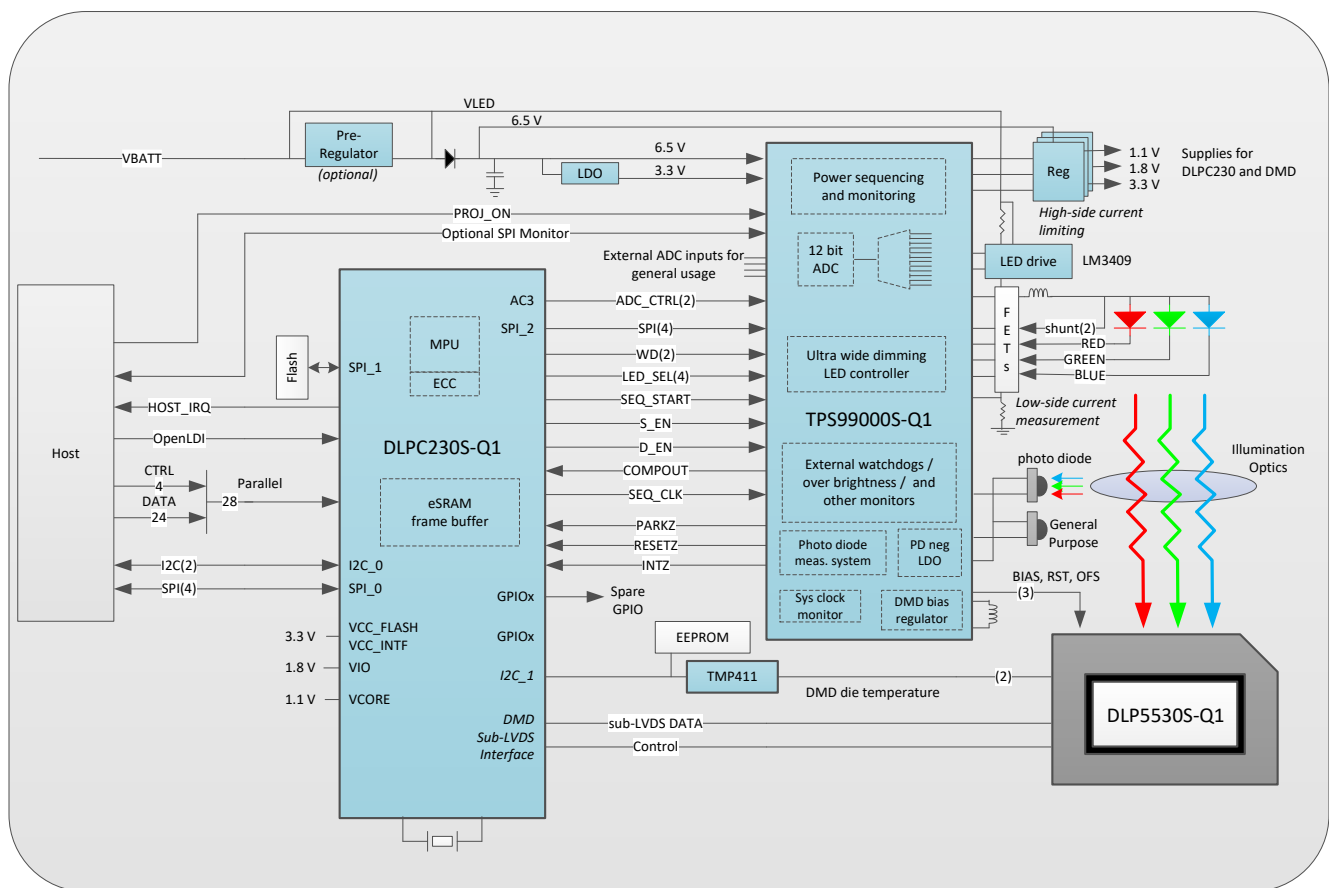 VLED
6.5 V
VBATT
Pre-
Regulator
(optional)
6.5 V
LDO
3.3 V
Power sequencing
and monitoring
Reg
1.1 V
1.8 V
3.3 V
Supplies for
DLPC230 and DMD
High-side current
limiting
PROJ_ON
Optional SPI Monitor
External ADC inputs for
general usage
12 bit
ADC
LED drive
LM3409
Host
Flash
SPI_1
MPU
ECC
AC3
SPI_2
ADC_CTRL(2)
SPI(4)
WD(2)
LED_SEL(4)
SEQ_START
S_EN
D_EN
COMPOUT
SEQ_CLK
PARKZ
RESETZ
INTZ
Ultra wide dimming
LED controller
F
E
T
s
shunt(2)
RED
GREEN
BLUE
Low-side current
measurement
HOST_IRQ
OpenLDI
CTRL
4
DATA
24
28
Parallel
I2C(2)
SPI(4)
I2C_0
SPI_0
DLPC230S-Q1
eSRAM
frame buffer
TPS99000S-Q1
External watchdogs /
over brightness / and
other monitors
Photo diode
meas. system
PD neg
LDO
Sys clock
monitor
DMD bias
regulator
photo diode
Illumination
Optics
General
Purpose
BIAS, RST, OFS
(3)
3.3 V
VCC_FLASH
VCC_INTF
1.8 V
VIO
1.1 V
VCORE
GPIOx
Spare
GPIO
GPIOx
I2C_1
EEPROM
TMP411
DMD die temperature
(2)
DMD
Sub-LVDS
Interface
sub-LVDS DATA
Control
DLP5530S-Q1